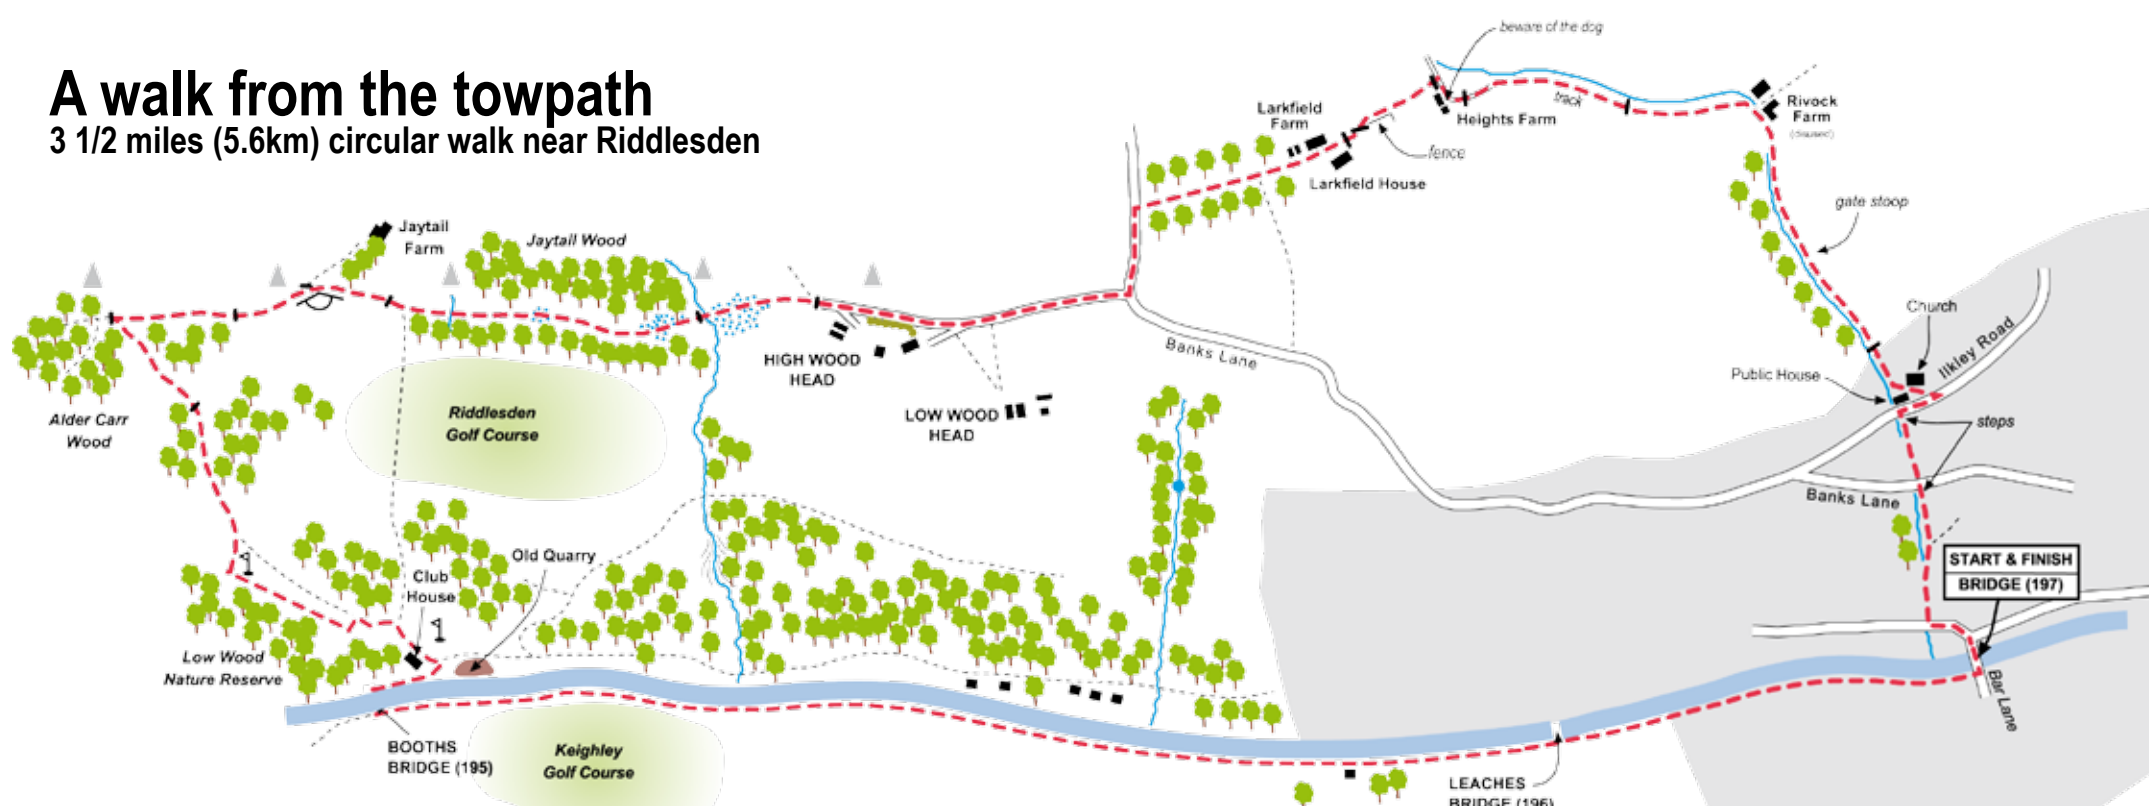 A walk from the towpath
3 1/2 miles (5.6km) circular walk near Riddlesden
beware of the dog
Larkfield
Farm
track
Heights Farm
Rivock
Farm
(disused)
fence
Larkfield House
gate stoop
Jaytail
Farm
Jaytail Wood
Church
Ilkley Road
Public House
Banks Lane
HIGH WOOD
HEAD
LOW WOOD
HEAD
Alder Carr
Wood
Riddlesden
Golf Course
steps
Banks Lane
Old Quarry
Club
House
START & FINISH
BRIDGE (197)
Low Wood
Nature Reserve
Bar Lane
BOOTHS
BRIDGE (195)
Keighley
Golf Course
LEACHES
BRIDGE (196)